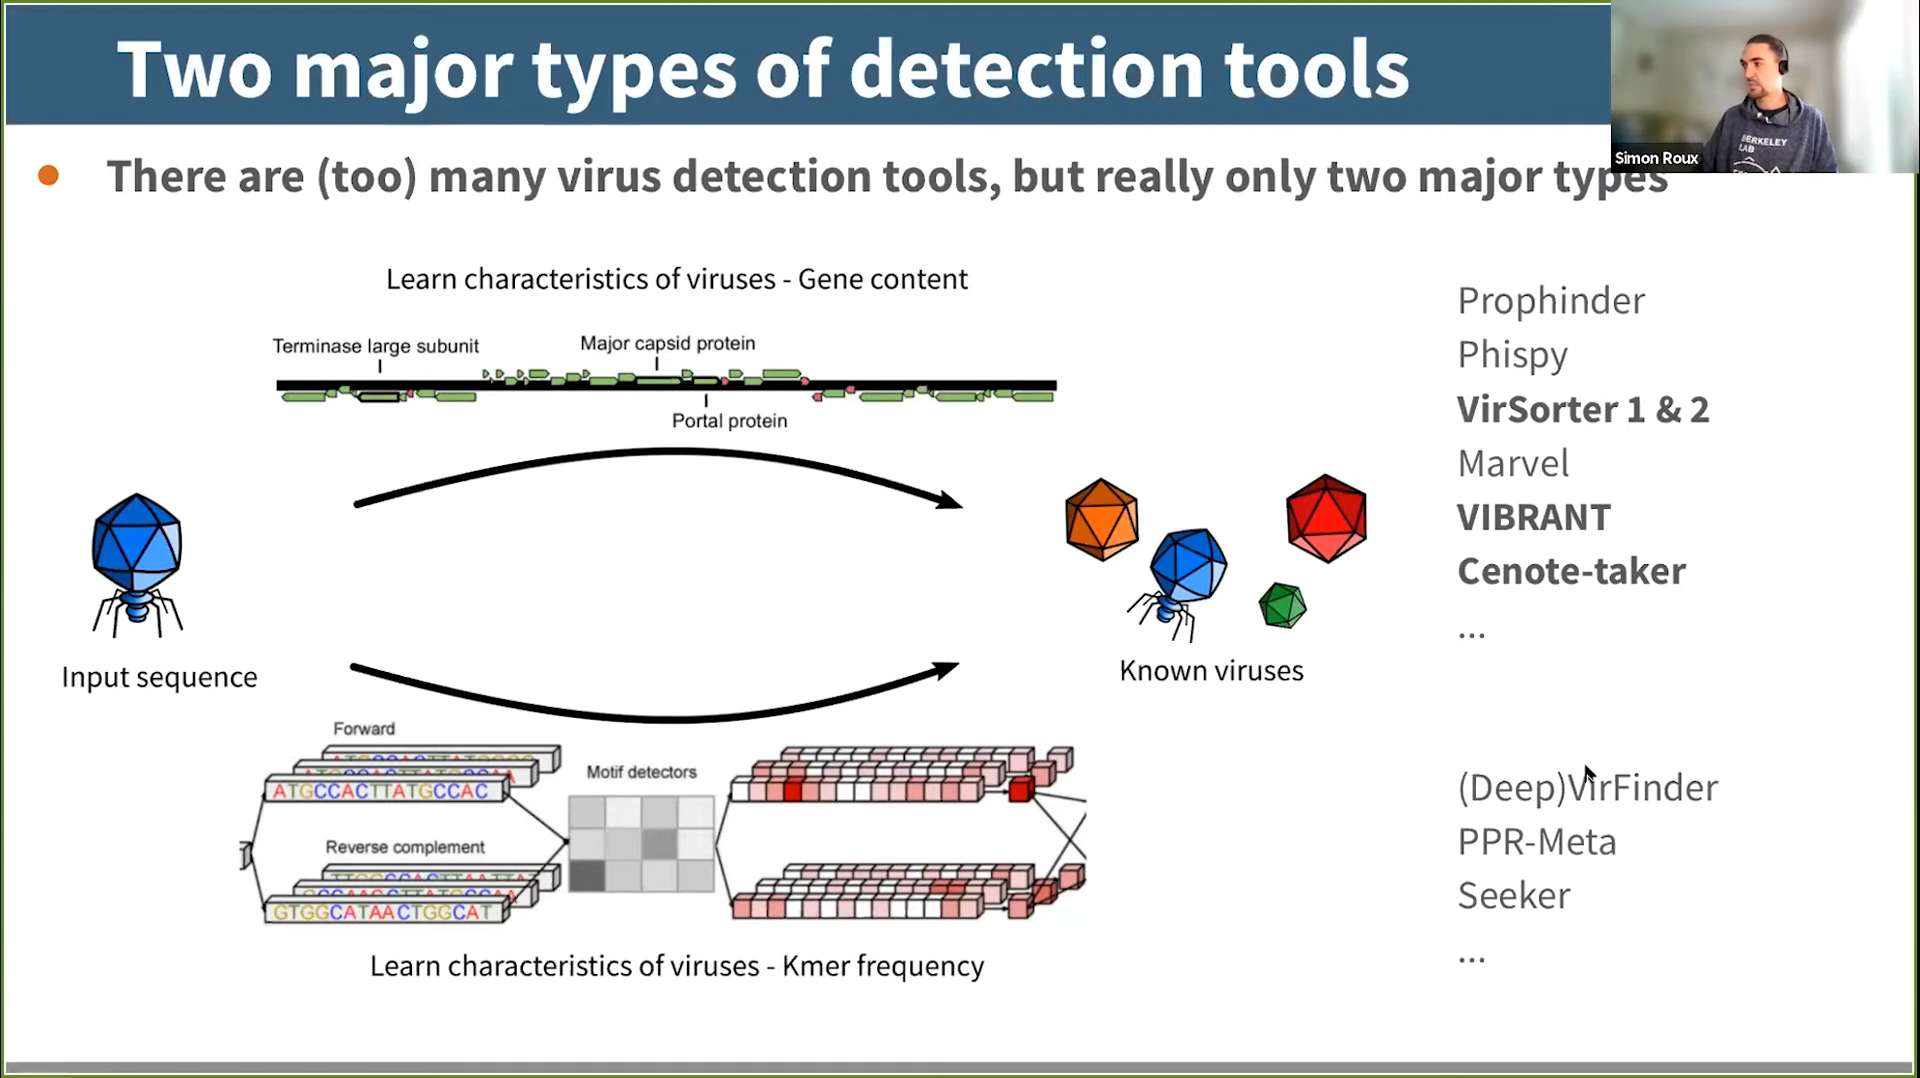 Two major types of detection tools
BERKELEY
LAB
Simon Roux
There are (too) many virus detection tools, but really only two major types
Learn characteristics of viruses - Gene content
Terminase large subunit
Major capsid protein
Portal protein
Input sequence
Known viruses
Prophinder
Phispy
VirSorter 1 & 2
Marvel
VIBRANT
Cenote-taker
...
Forward
ATGCCACTTATGCCAC
Motif detectors
Reverse complement
GTGGCATAACTGGCAT
Learn characteristics of viruses - Kmer frequency
(Deep)VirFinder
PPR-Meta
Seeker
...